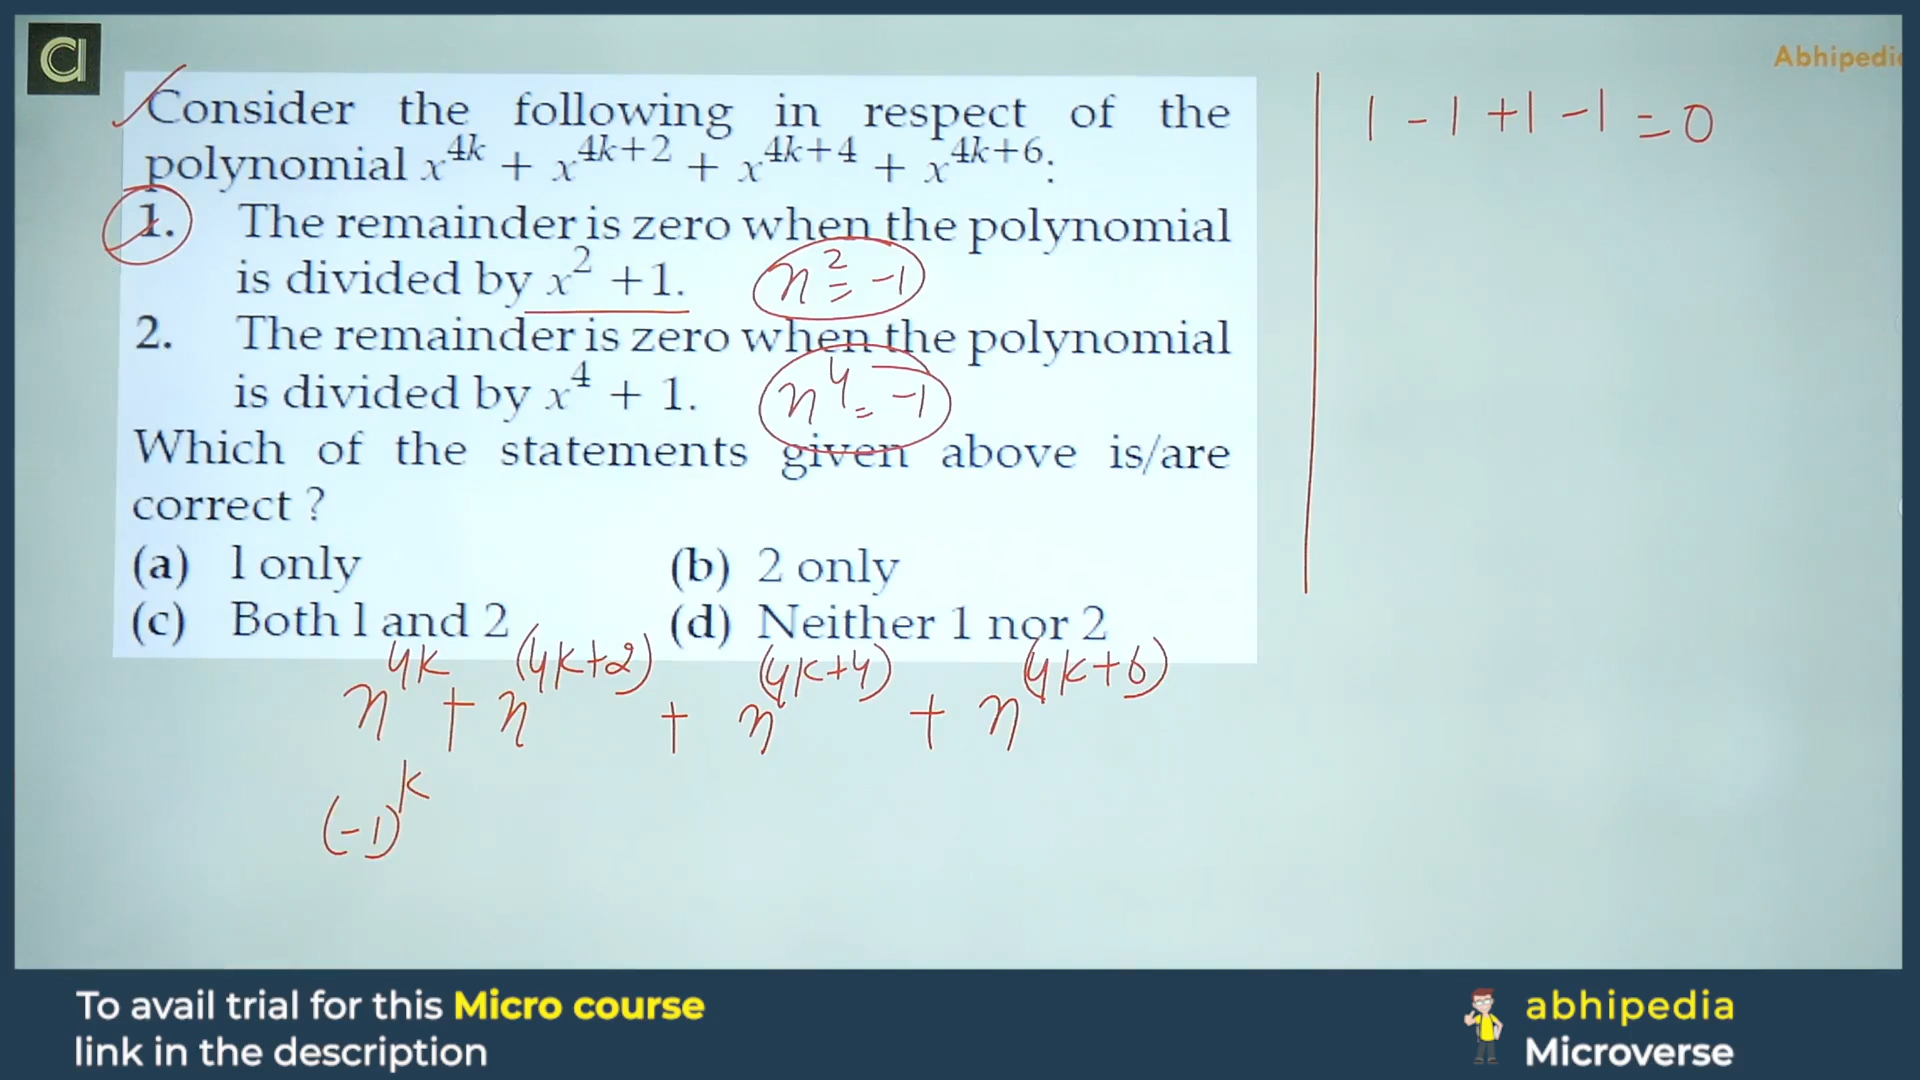 a
Abhipedi
Consider the following in respect of the
polynomial x^{4k} + x^{4k+2} + x^{4k+4} + x^{4k+6}:
1. The remainder is zero when the polynomial
is divided by x² + 1.
n² = -1
2. The remainder is zero when the polynomial
is divided by x⁴ + 1.
n⁴ = -1
Which of the statements given above is/are
correct ?
(a) 1 only (b) 2 only
(c) Both 1 and 2 (d) Neither 1 nor 2
n^{4k} + n^{(4k+2)} + n^{(4k+4)} + n^{(4k+6)}
(-1)^k
1 - 1 + 1 - 1 = 0
To avail trial for this Micro course
link in the description
abhipedia
Microverse